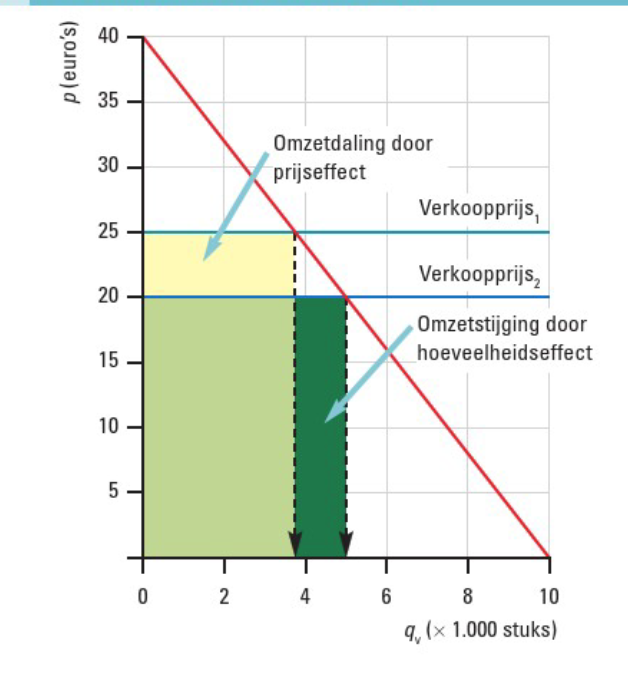 p (euro's)
40
35
30
25
20
15
10
5
Omzetdaling door
prijseffect
Verkoopprijs₁
Verkoopprijs₂
Omzetstijging door
hoeveelheidseffect
0 2 4 6 8 10
qᵥ (× 1.000 stuks)